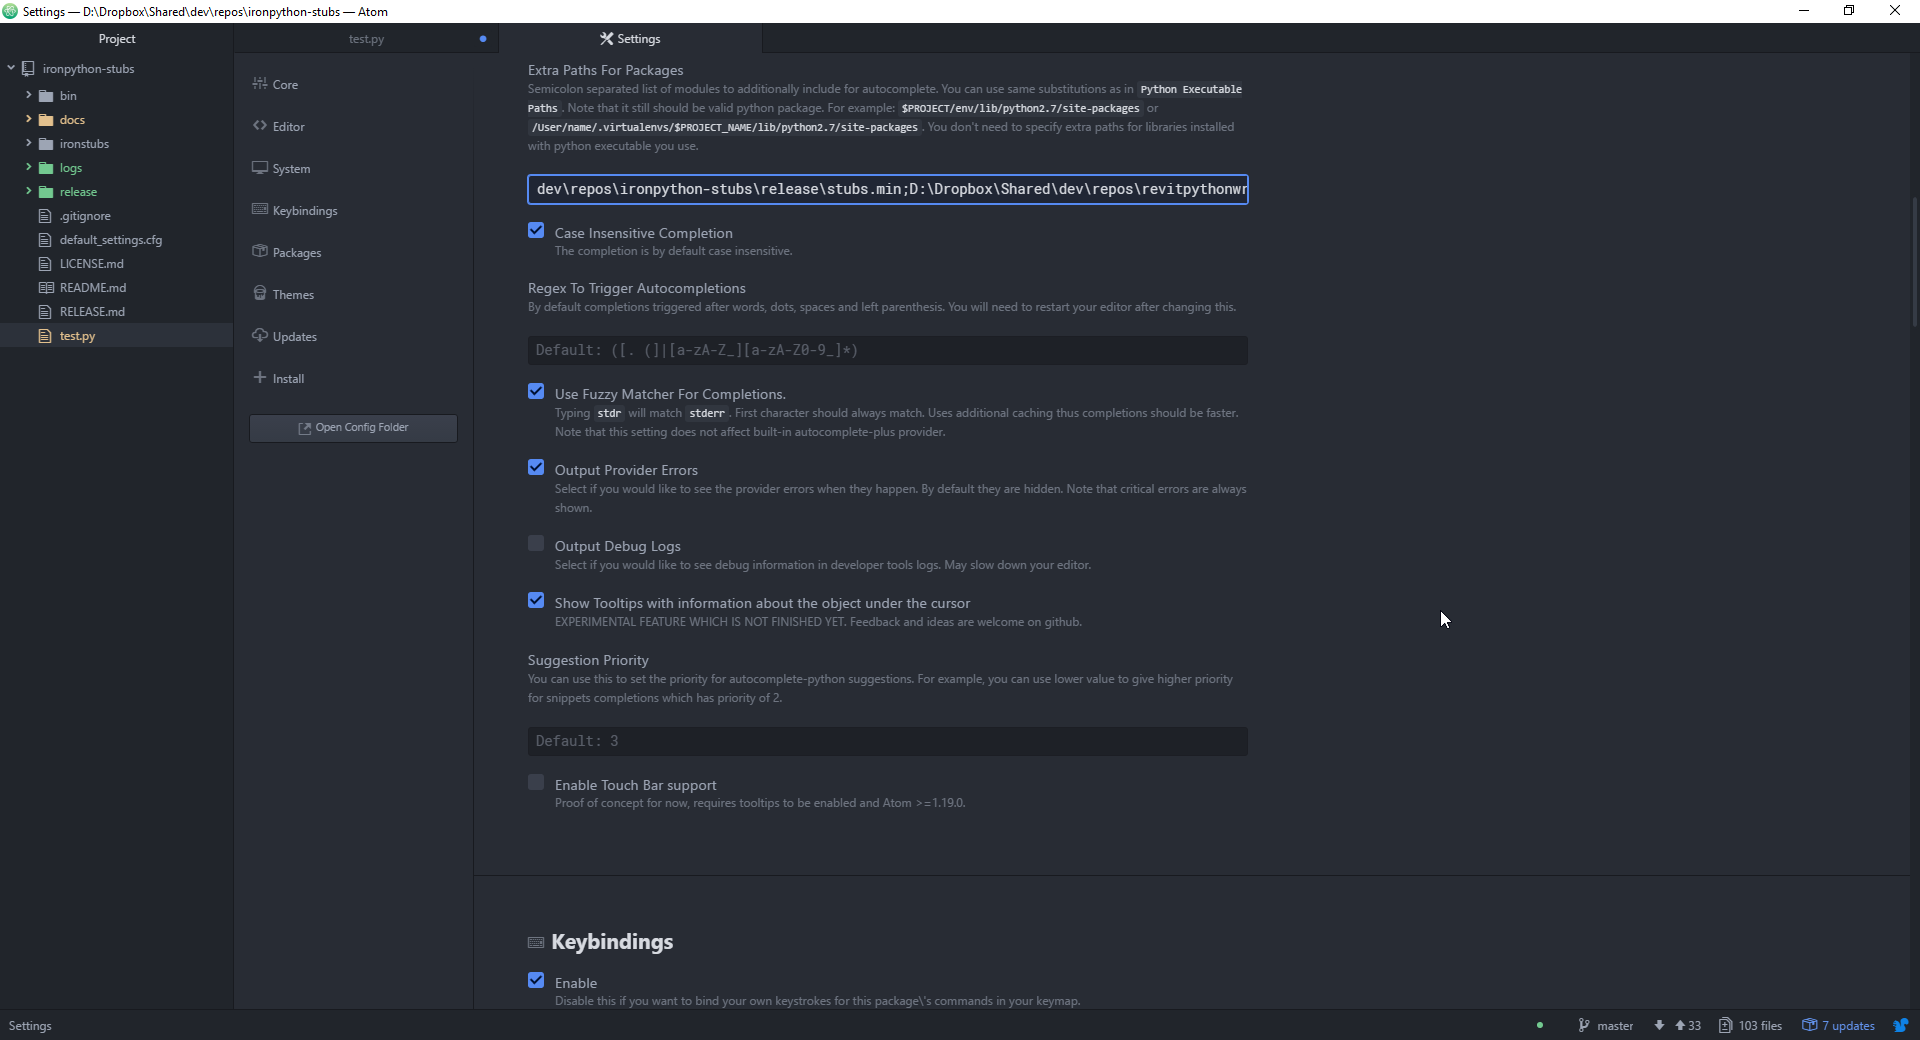 Settings — D:\Dropbox\Shared\dev\repos\ironpython-stubs — Atom
Project
test.py
Settings
ironpython-stubs
bin
docs
ironstubs
logs
release
.gitignore
default_settings.cfg
LICENSE.md
README.md
RELEASE.md
test.py
Core
Editor
System
Keybindings
Packages
Themes
Updates
Install
Open Config Folder
Extra Paths For Packages
Semicolon separated list of modules to additionally include for autocomplete. You can use same substitutions as in Python Executable
Paths . Note that it still should be valid python package. For example: $PROJECT/env/lib/python2.7/site-packages or
/User/name/.virtualenvs/$PROJECT_NAME/lib/python2.7/site-packages . You don't need to specify extra paths for libraries installed
with python executable you use.
dev\repos\ironpython-stubs\release\stubs.min;D:\Dropbox\Shared\dev\repos\revitpythonwr
Case Insensitive Completion
The completion is by default case insensitive.
Regex To Trigger Autocompletions
By default completions triggered after words, dots, spaces and left parenthesis. You will need to restart your editor after changing this.
Default: ([. (]|[a-zA-Z_][a-zA-Z0-9_]*)
Use Fuzzy Matcher For Completions.
Typing stdr will match stderr . First character should always match. Uses additional caching thus completions should be faster.
Note that this setting does not affect built-in autocomplete-plus provider.
Output Provider Errors
Select if you would like to see the provider errors when they happen. By default they are hidden. Note that critical errors are always
shown.
Output Debug Logs
Select if you would like to see debug information in developer tools logs. May slow down your editor.
Show Tooltips with information about the object under the cursor
EXPERIMENTAL FEATURE WHICH IS NOT FINISHED YET. Feedback and ideas are welcome on github.
Suggestion Priority
You can use this to set the priority for autocomplete-python suggestions. For example, you can use lower value to give higher priority
for snippets completions which has priority of 2.
Default: 3
Enable Touch Bar support
Proof of concept for now, requires tooltips to be enabled and Atom >=1.19.0.
Keybindings
Enable
Disable this if you want to bind your own keystrokes for this package\'s commands in your keymap.
Settings
master
33
103 files
7 updates